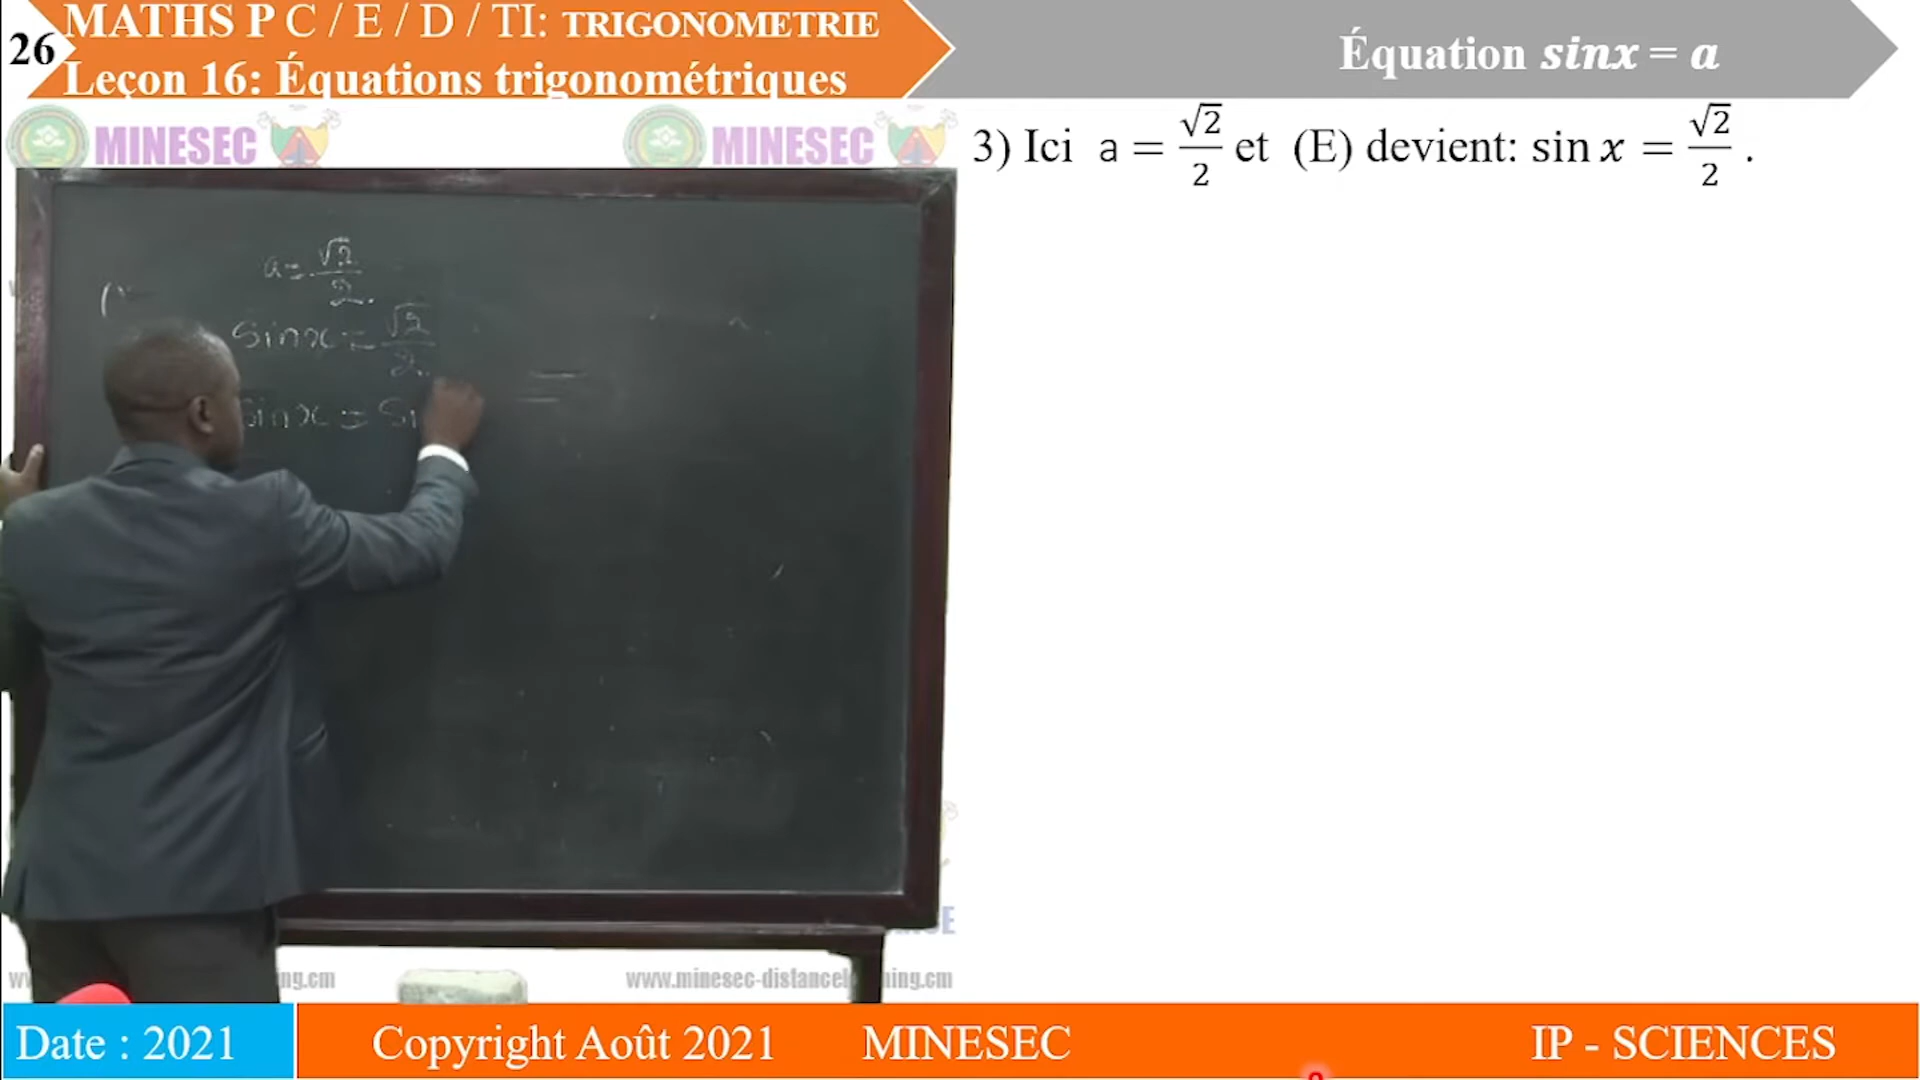 26
MATHS P C / E / D / TI: TRIGONOMETRIE
Leçon 16: Équations trigonométriques
Équation sinx = a
MINESEC
MINESEC
3) Ici a = √2/2 et (E) devient: sin x = √2/2 .
a = √2/2.
sinx = √2/2.
sinx = Si
www.minesec-distancelearning.cm
Date : 2021
Copyright Août 2021
MINESEC
IP - SCIENCES